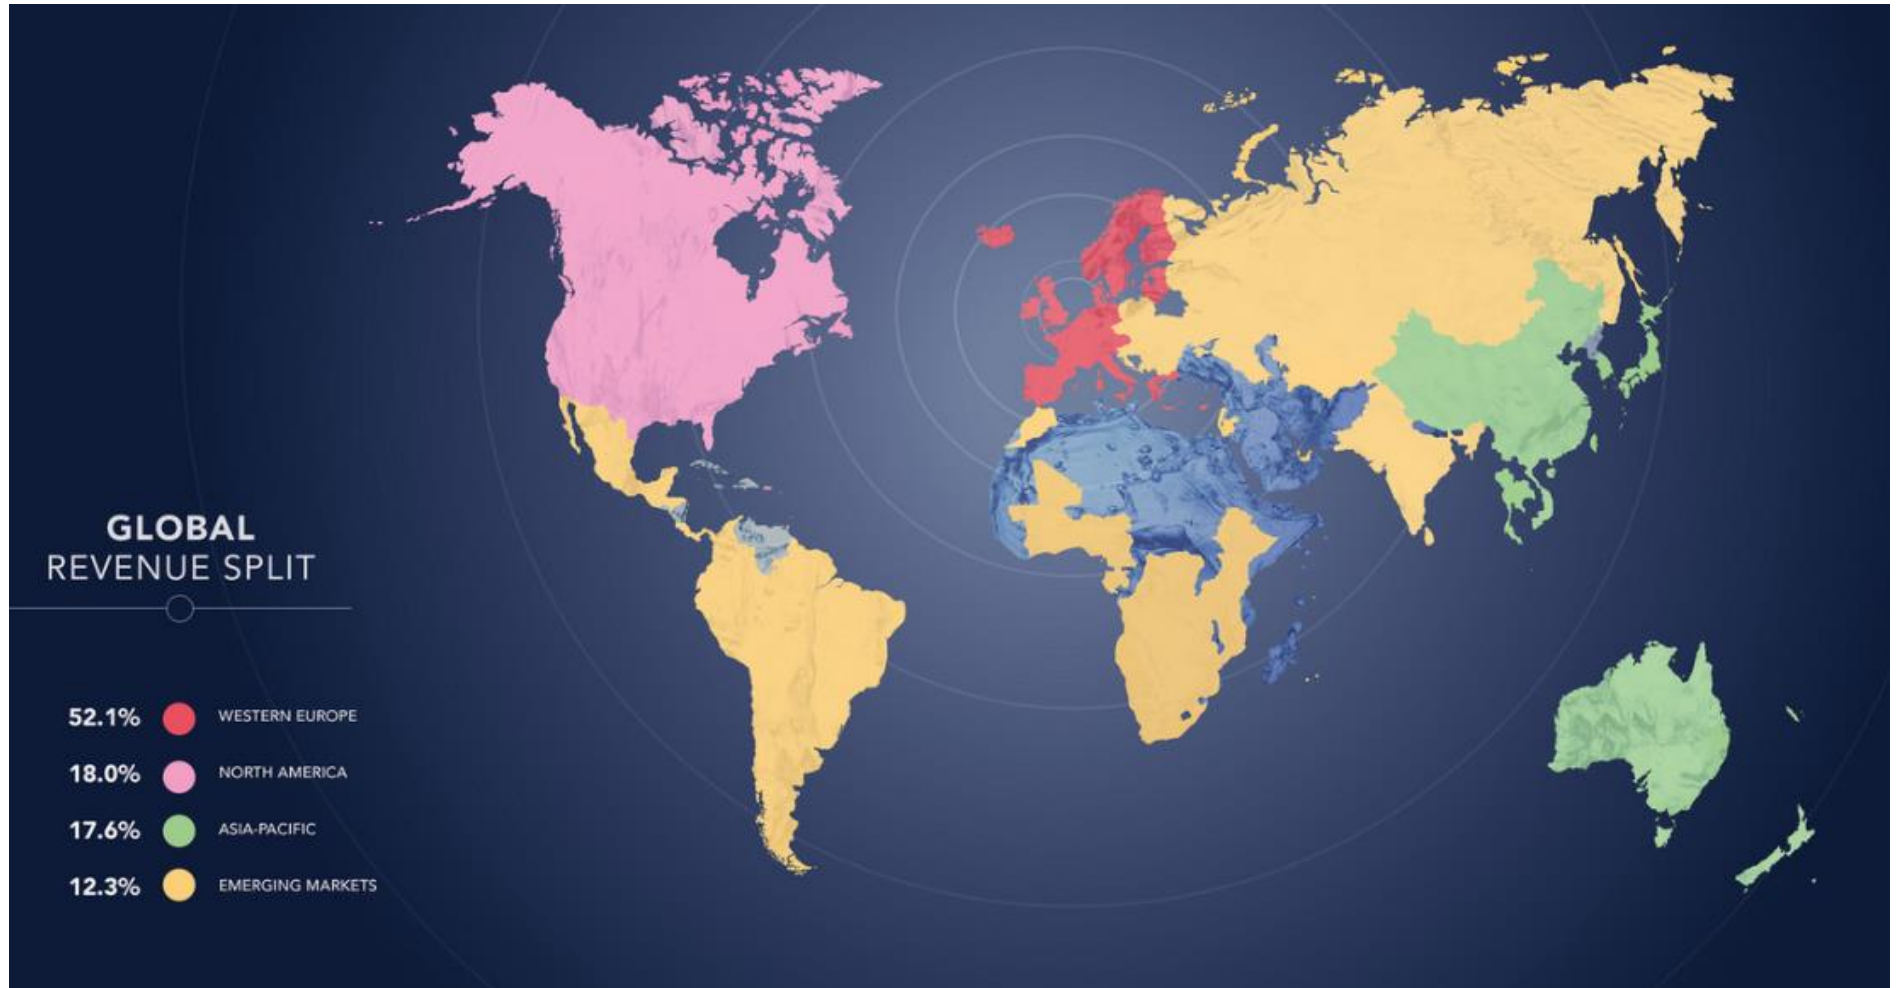 GLOBAL
REVENUE SPLIT
52.1% WESTERN EUROPE
18.0% NORTH AMERICA
17.6% ASIA-PACIFIC
12.3% EMERGING MARKETS